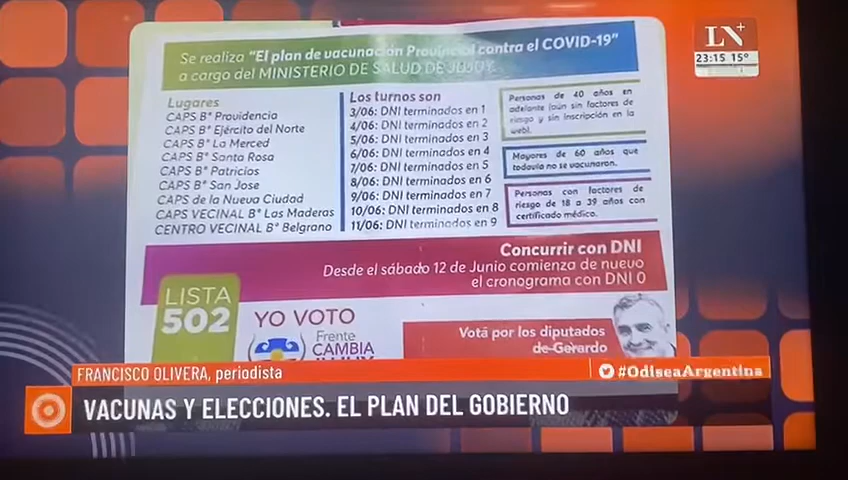 Se realiza "El plan de vacunación Provincial contra el COVID-19"
a cargo del MINISTERIO DE SALUD DE JUJUY.
Lugares
CAPS B° Providencia
CAPS B° Ejército del Norte
CAPS B° La Merced
CAPS B° Santa Rosa
CAPS B° Patricias
CAPS B° San Jose
CAPS de la Nueva Ciudad
CAPS VECINAL B° Las Maderas
CENTRO VECINAL B° Belgrano
Los turnos son
3/06: DNI terminados en 1
4/06: DNI terminados en 2
5/06: DNI terminados en 3
6/06: DNI terminados en 4
7/06: DNI terminados en 5
8/06: DNI terminados en 6
9/06: DNI terminados en 7
10/06: DNI terminados en 8
11/06: DNI terminados en 9
Personas de 40 años en
adelante (aún sin factores de
riesgo y sin inscripción en la
web).
Mayores de 60 años que
todavía no se vacunaron.
Personas con factores de
riesgo de 18 a 39 años con
certificado médico.
LN+
23:15 15°
Concurrir con DNI
Desde el sábado 12 de Junio comienza de nuevo
el cronograma con DNI 0
LISTA
502
YO VOTO
Frente
CAMBIA
JUJUY
Votá por los diputados
de Gerardo
FRANCISCO OLIVERA, periodista
#OdiseaArgentina
VACUNAS Y ELECCIONES. EL PLAN DEL GOBIERNO